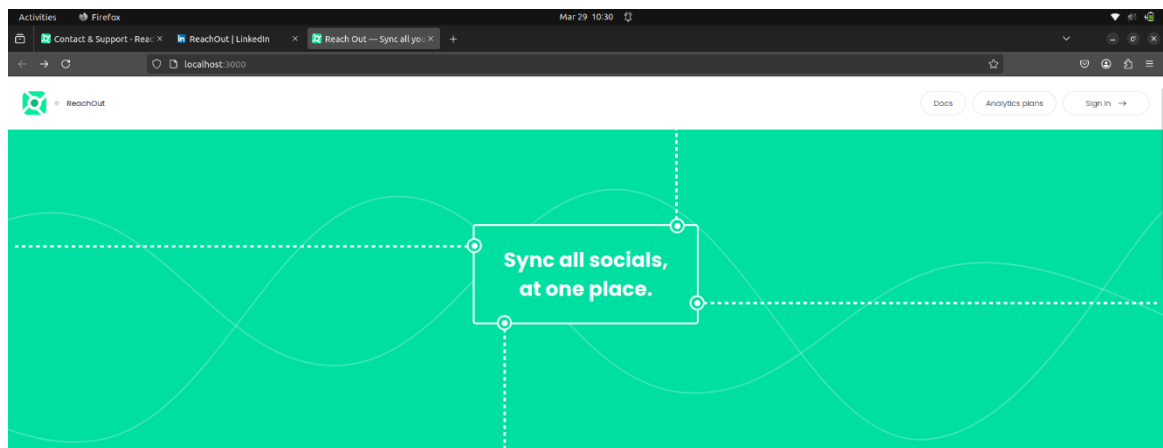 Activities Firefox Mar 29 10:30
Contact & Support - Reac ReachOut | LinkedIn Reach Out — Sync all you
localhost:3000
ReachOut Docs Analytics plans Sign In →
Sync all socials,
at one place.